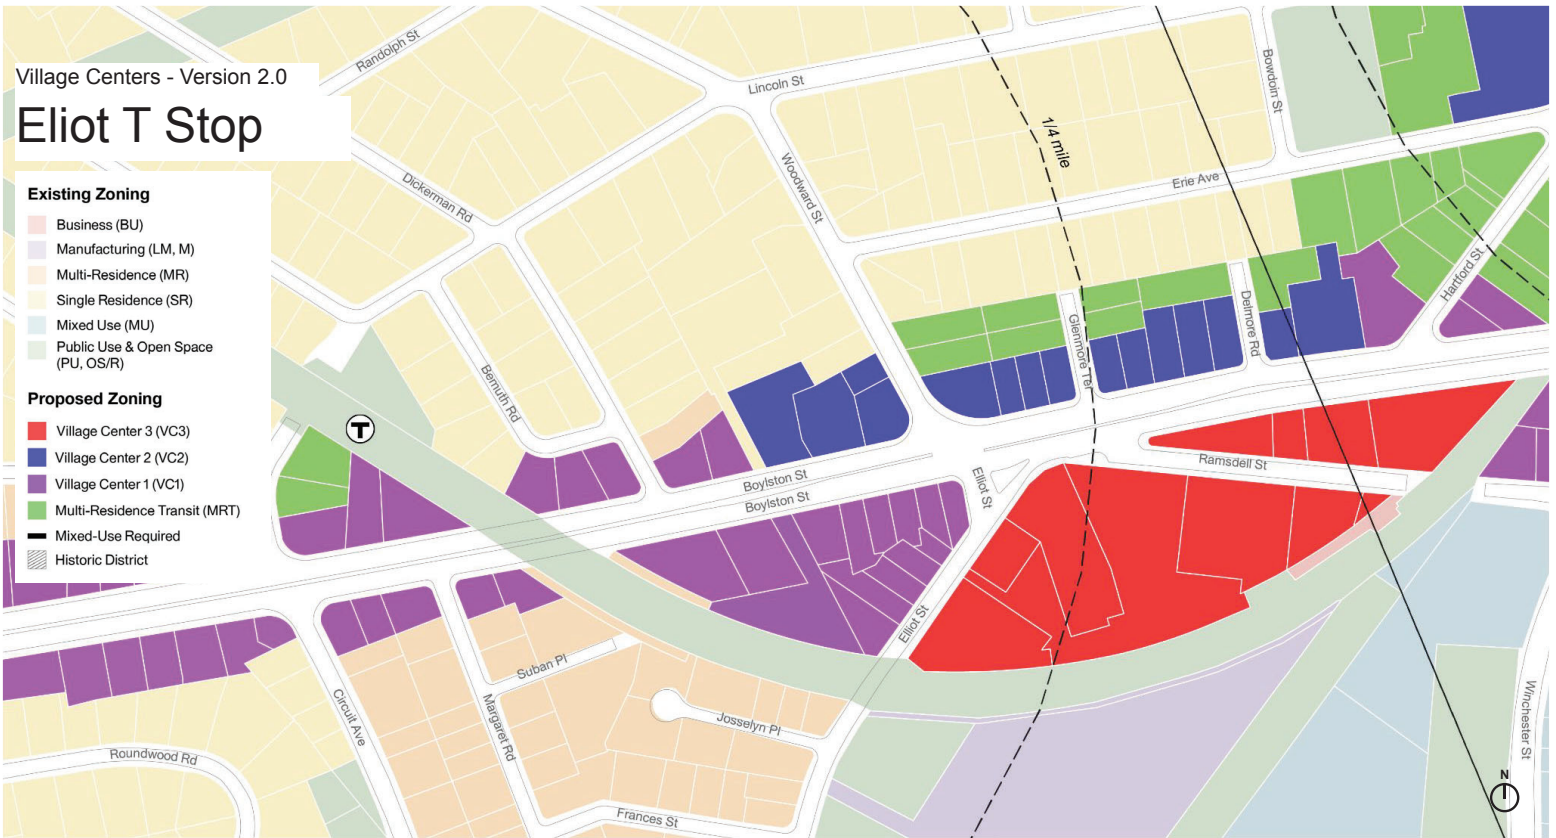 Village Centers - Version 2.0
Eliot T Stop
Existing Zoning
Business (BU)
Manufacturing (LM, M)
Multi-Residence (MR)
Single Residence (SR)
Mixed Use (MU)
Public Use & Open Space
(PU, OS/R)
Proposed Zoning
Village Center 3 (VC3)
Village Center 2 (VC2)
Village Center 1 (VC1)
Multi-Residence Transit (MRT)
Mixed-Use Required
Historic District
Randolph St
Lincoln St
Bowdoin St
1/4 mile
Woodward St
Dickerman Rd
Erie Ave
Hartford St
Delmore Rd
Glenmore Ter
Bernuth Rd
T
Ramsdell St
Boylston St
Boylston St
Elliot St
Elliot St
Suban Pl
Circuit Ave
Margaret Rd
Josselyn Pl
Winchester St
Roundwood Rd
N
Frances St